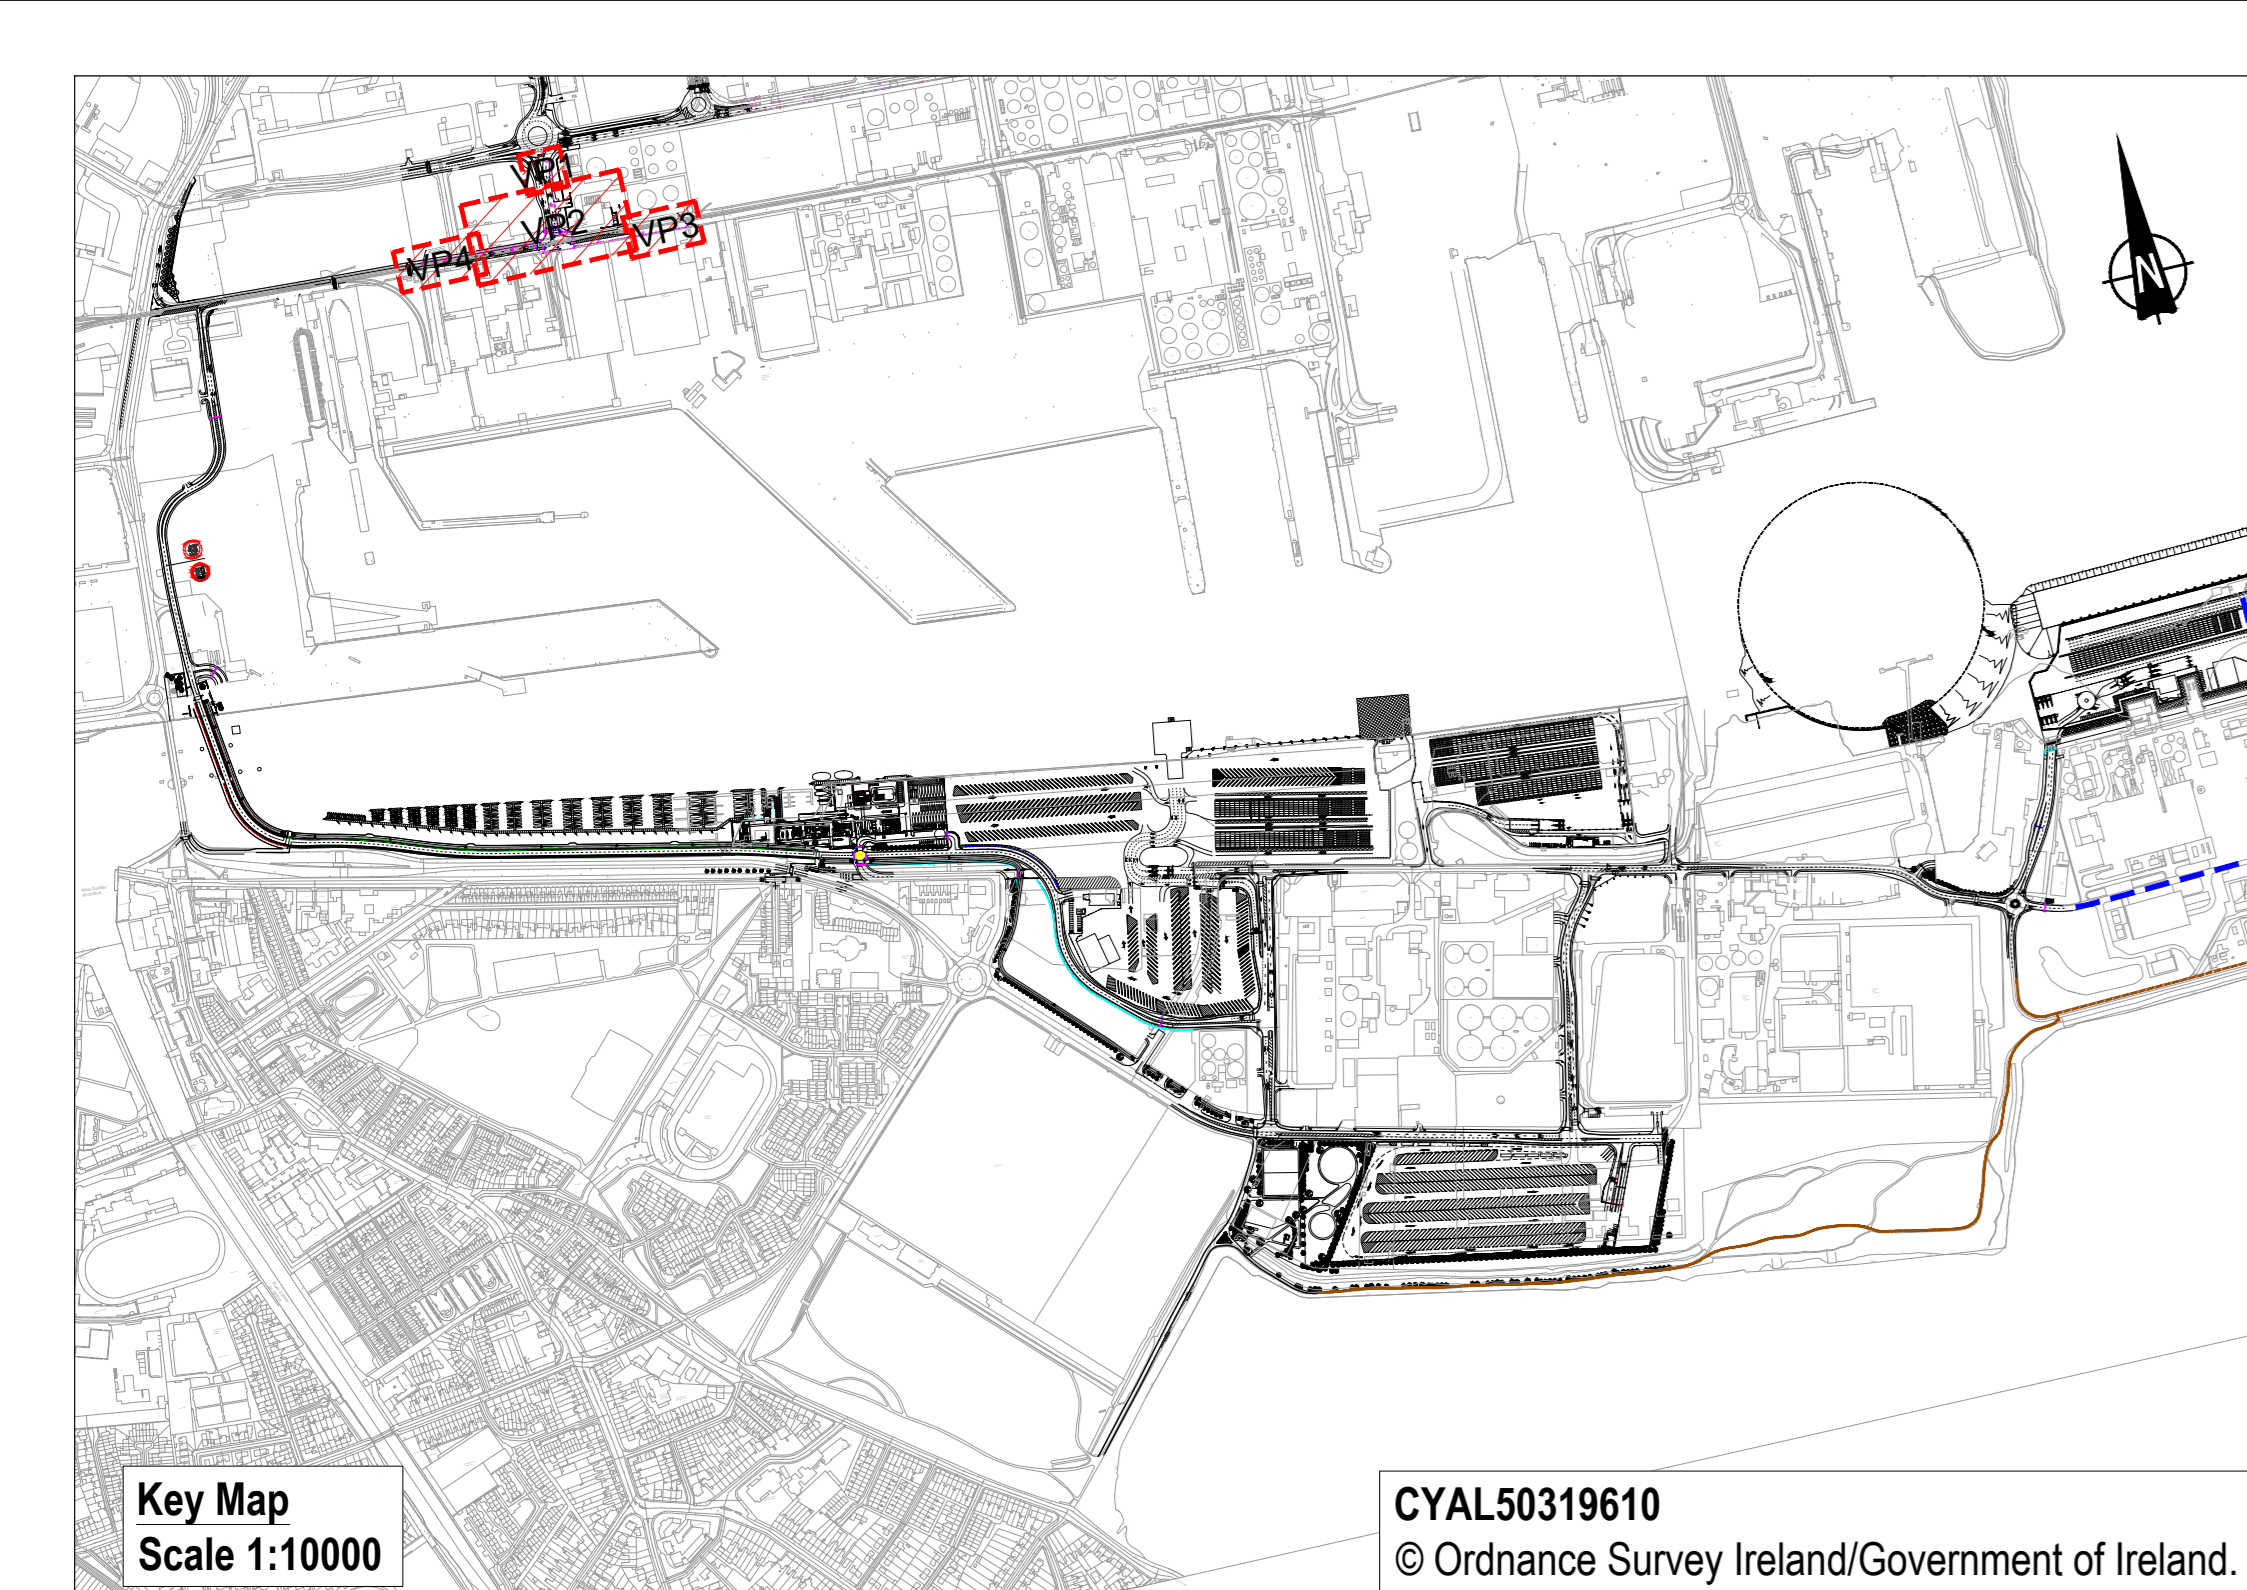 VP1
VP2
VP3
VP4
N
Key Map
Scale 1:10000
CYAL50319610
© Ordnance Survey Ireland/Government of Ireland.